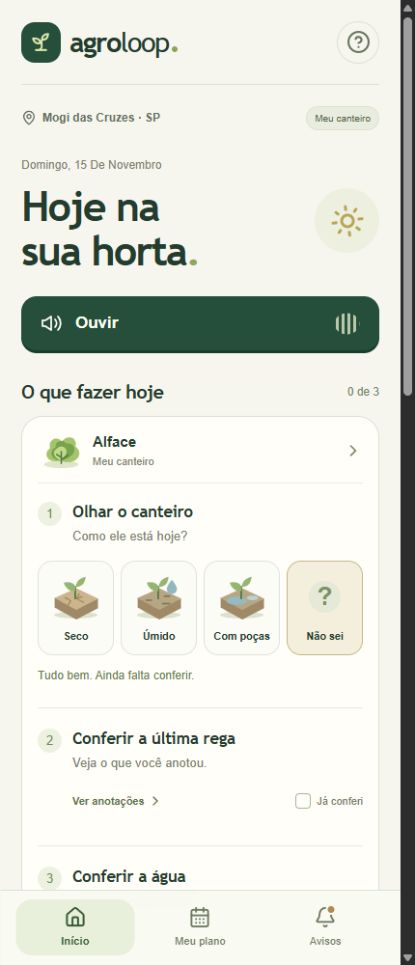 agroloop.
Mogi das Cruzes · SP
Meu canteiro
Domingo, 15 De Novembro
Hoje na
sua horta.
Ouvir
O que fazer hoje
0 de 3
Alface
Meu canteiro
1
Olhar o canteiro
Como ele está hoje?
Seco
Úmido
Com poças
?
Não sei
Tudo bem. Ainda falta conferir.
2
Conferir a última rega
Veja o que você anotou.
Ver anotações
Já conferi
3
Conferir a água
Início
Meu plano
Avisos